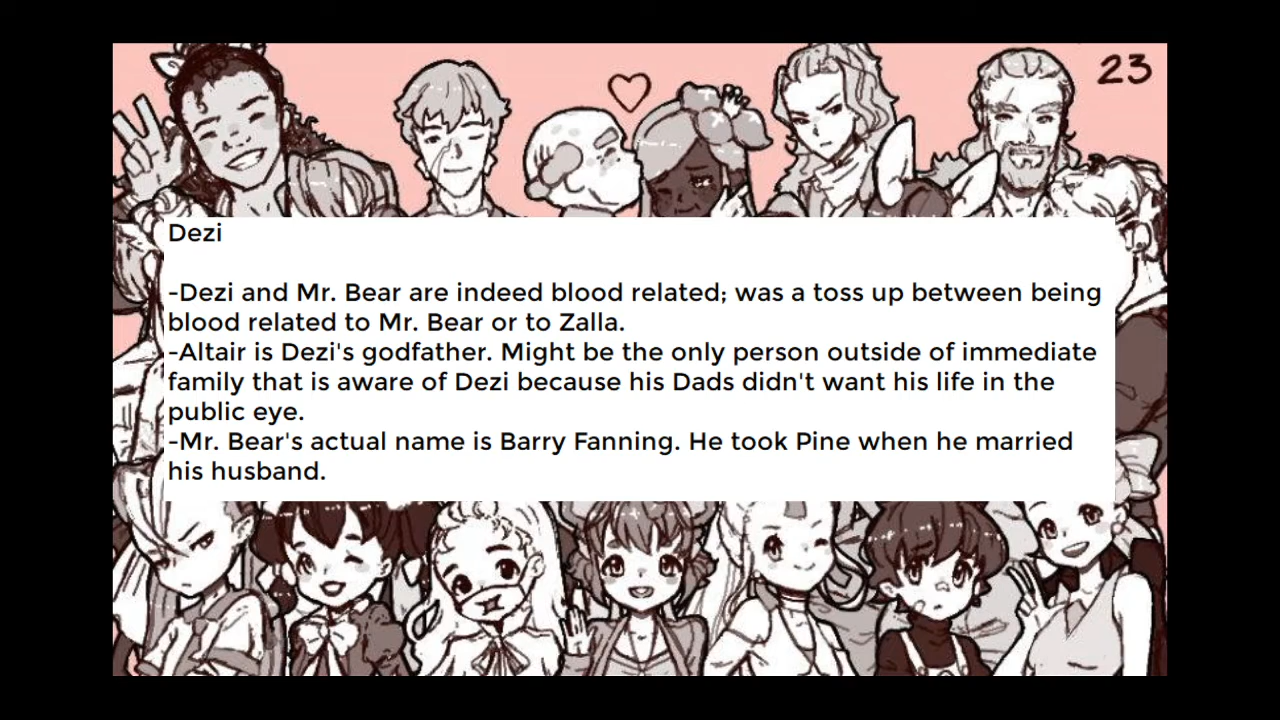 23
Dezi
-Dezi and Mr. Bear are indeed blood related; was a toss up between being
blood related to Mr. Bear or to Zalla.
-Altair is Dezi's godfather. Might be the only person outside of immediate
family that is aware of Dezi because his Dads didn't want his life in the
public eye.
-Mr. Bear's actual name is Barry Fanning. He took Pine when he married
his husband.